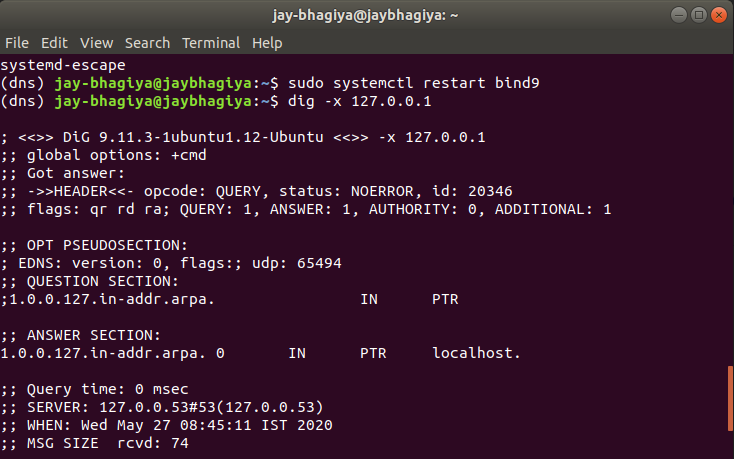 jay-bhagiya@jaybhagiya: ~
File Edit View Search Terminal Help
systemd-escape
(dns) jay-bhagiya@jaybhagiya:~$ sudo systemctl restart bind9
(dns) jay-bhagiya@jaybhagiya:~$ dig -x 127.0.0.1
; <<>> DiG 9.11.3-1ubuntu1.12-Ubuntu <<>> -x 127.0.0.1
;; global options: +cmd
;; Got answer:
;; ->>HEADER<<- opcode: QUERY, status: NOERROR, id: 20346
;; flags: qr rd ra; QUERY: 1, ANSWER: 1, AUTHORITY: 0, ADDITIONAL: 1
;; OPT PSEUDOSECTION:
; EDNS: version: 0, flags:; udp: 65494
;; QUESTION SECTION:
;1.0.0.127.in-addr.arpa. IN PTR
;; ANSWER SECTION:
1.0.0.127.in-addr.arpa. 0 IN PTR localhost.
;; Query time: 0 msec
;; SERVER: 127.0.0.53#53(127.0.0.53)
;; WHEN: Wed May 27 08:45:11 IST 2020
;; MSG SIZE rcvd: 74